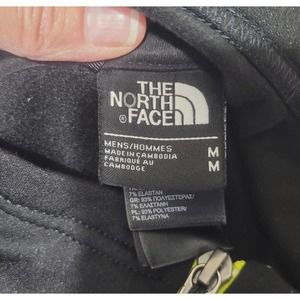 THE
NORTH
FACE
®
MENS/HOMMES M
MADE IN CAMBODIA
FABRIQUÉ AU M
CAMBODGE
7% ELASTAN
GR: 93% ΠΟΛΥΕΣΤΕΡΑΣ/
7% ΕΛΑΣΤΑΝΗ
PL: 93% POLYESTER/
7% ELASTYNA